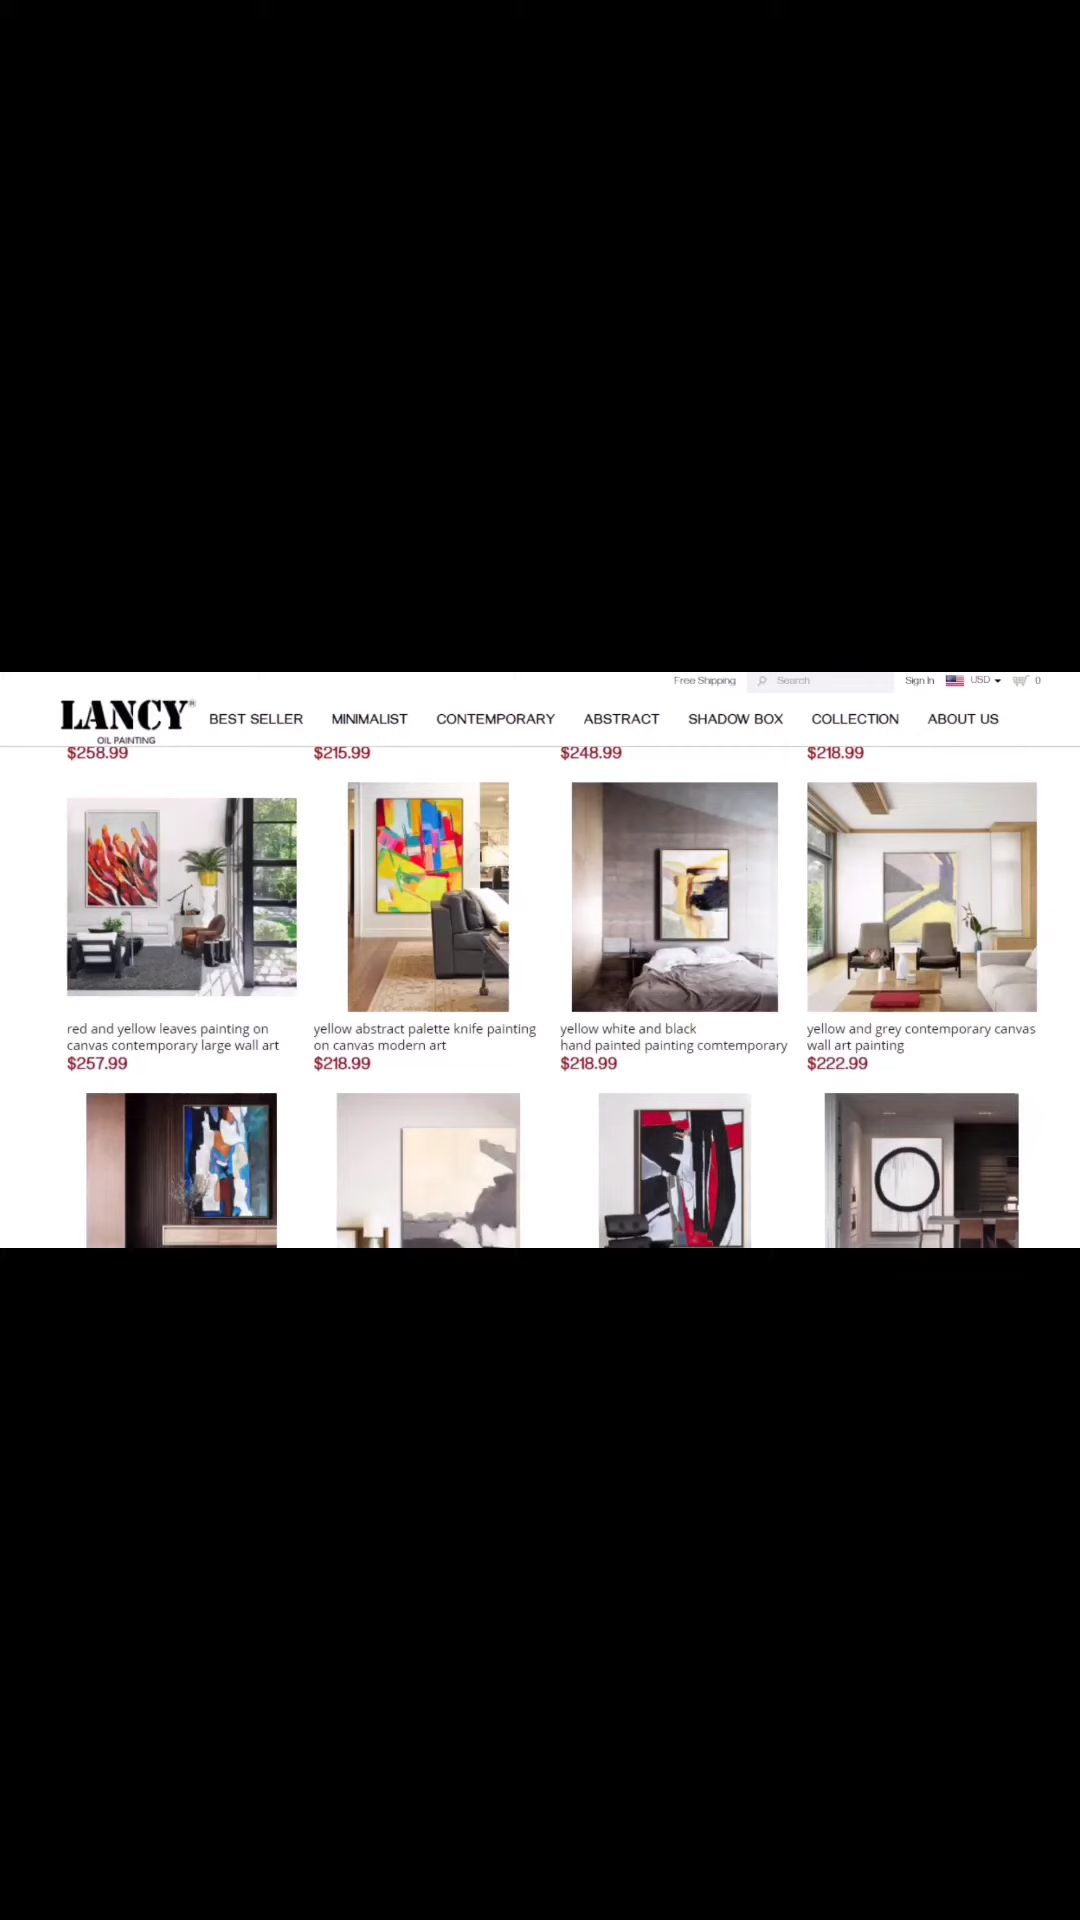 Free Shipping
Search
Sign In
USD
0
LANCY®
OIL PAINTING
BEST SELLER
MINIMALIST
CONTEMPORARY
ABSTRACT
SHADOW BOX
COLLECTION
ABOUT US
$258.99
$215.99
$248.99
$218.99
red and yellow leaves painting on
canvas contemporary large wall art
$257.99
yellow abstract palette knife painting
on canvas modern art
$218.99
yellow white and black
hand painted painting comtemporary
$218.99
yellow and grey contemporary canvas
wall art painting
$222.99